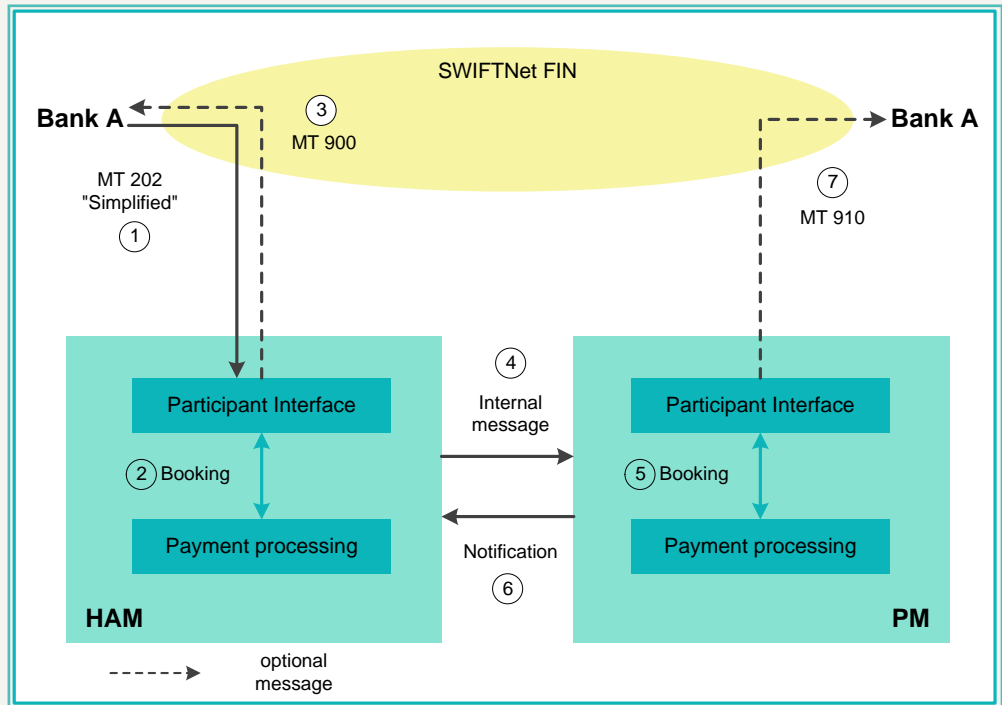 SWIFTNet FIN
Bank A
3
MT 900
Bank A
MT 202
"Simplified"
1
7
MT 910
4
Internal
message
Participant Interface
2 Booking
Payment processing
HAM
Participant Interface
5 Booking
Payment processing
PM
Notification
6
optional
message